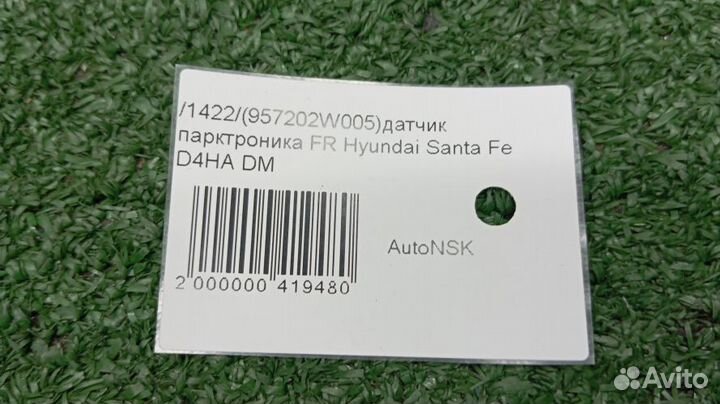 /1422/(957202W005)датчик
парктроника FR Hyundai Santa Fe
D4HA DM
AutoNSK
2 000000 419480
Avito